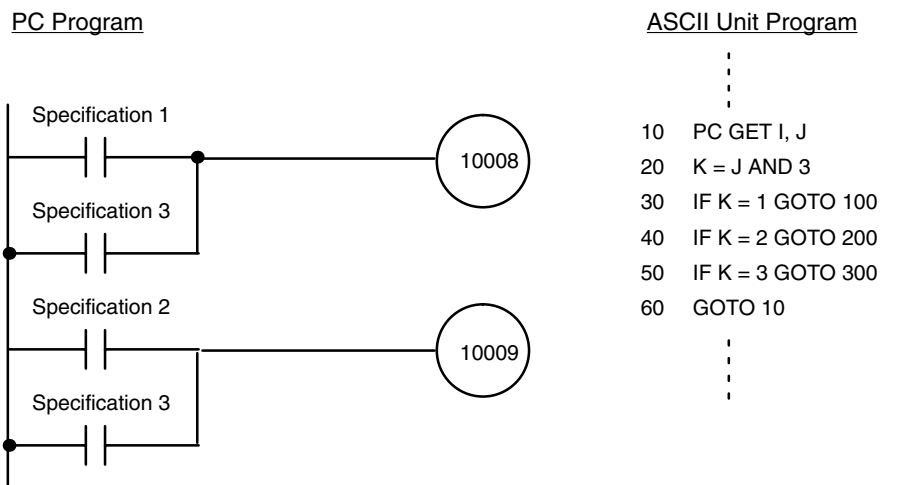 PC Program
Specification 1
10008
Specification 3
Specification 2
10009
Specification 3
ASCII Unit Program
10 PC GET I, J
20 K = J AND 3
30 IF K = 1 GOTO 100
40 IF K = 2 GOTO 200
50 IF K = 3 GOTO 300
60 GOTO 10